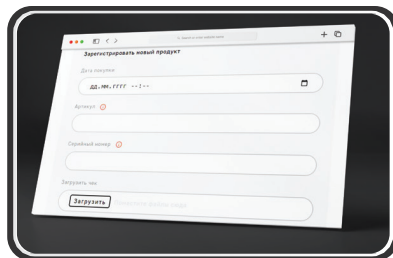 Зарегистрировать новый продукт
Дата покупки
ДД.ММ.ГГГГ --:--
Артикул
Серийный номер
Загрузить чек
Загрузить